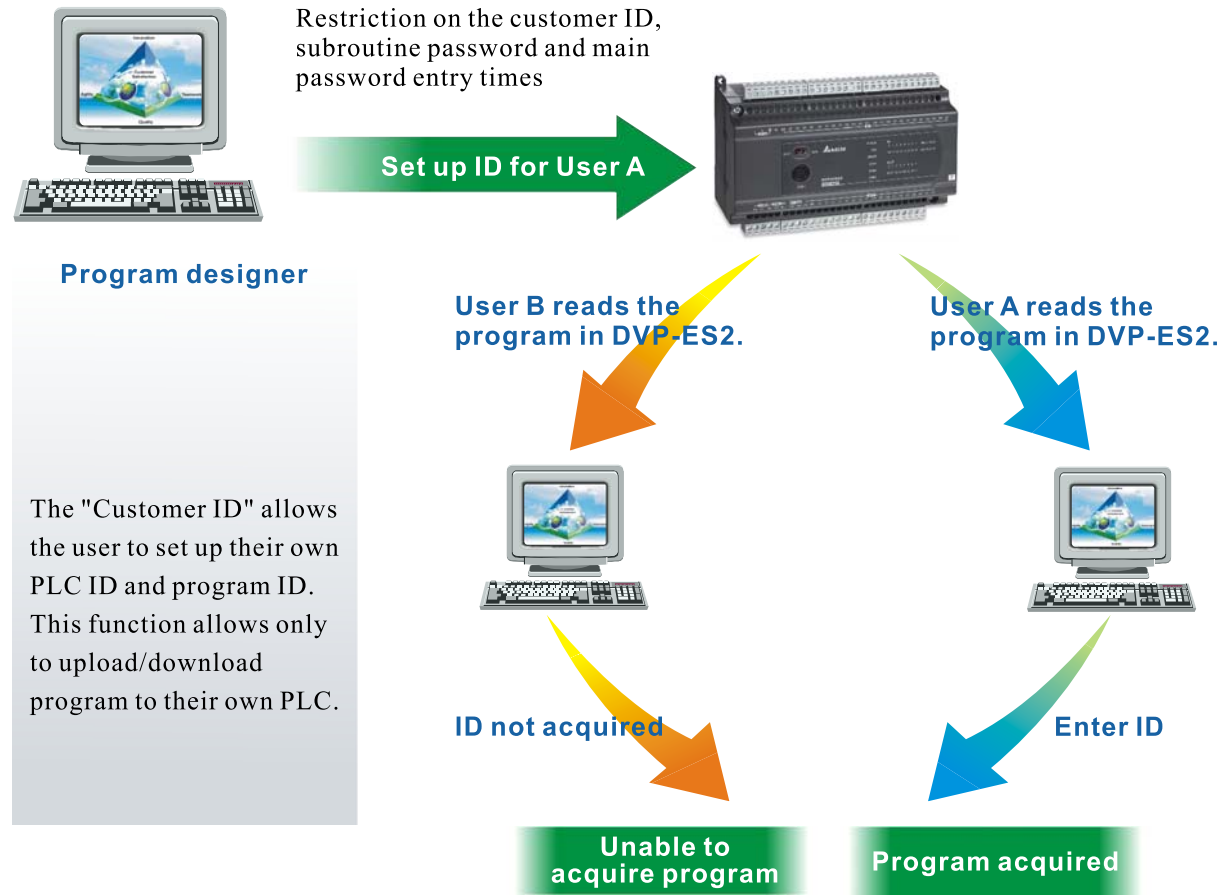 Restriction on the customer ID,
subroutine password and main
password entry times
Set up ID for User A
Program designer
The "Customer ID" allows
the user to set up their own
PLC ID and program ID.
This function allows only
to upload/download
program to their own PLC.
User B reads the
program in DVP-ES2.
User A reads the
program in DVP-ES2.
ID not acquired
Enter ID
Unable to
acquire program
Program acquired